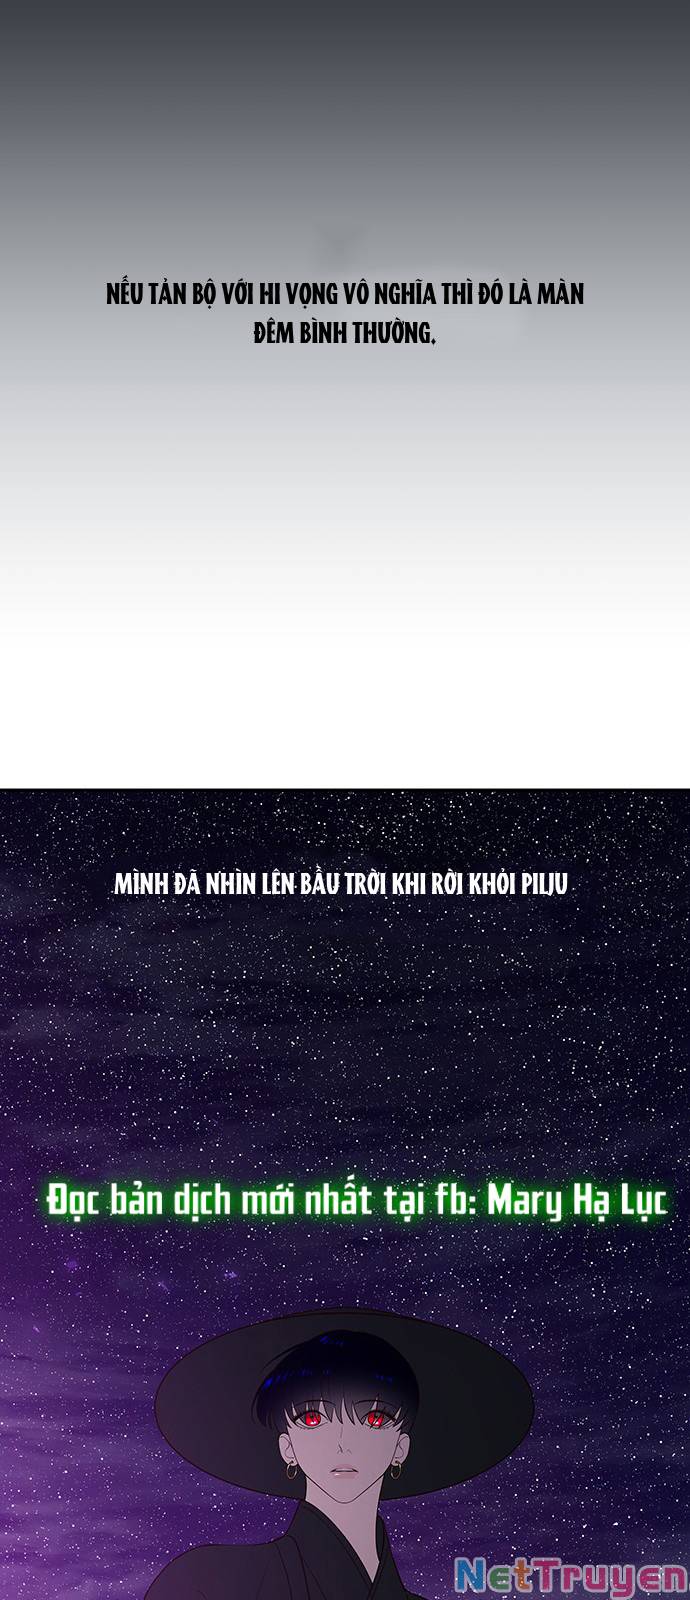 NẾU TẢN BỘ VỚI HI VỌNG VÔ NGHĨA THÌ ĐÓ LÀ MÀN
ĐÊM BÌNH THƯỜNG.
MÌNH ĐÃ NHÌN LÊN BẦU TRỜI KHI RỜI KHỎI PILJU
Đọc bản dịch mới nhất tại fb: Mary Hạ Lục
NetTruyen